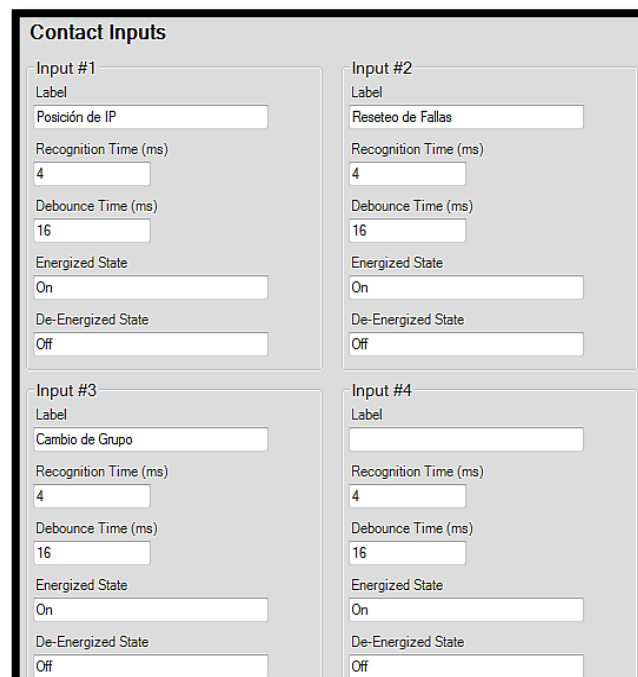 Contact Inputs
Input #1
Label
Posición de IP
Recognition Time (ms)
4
Debounce Time (ms)
16
Energized State
On
De-Energized State
Off
Input #2
Label
Reseteo de Fallas
Recognition Time (ms)
4
Debounce Time (ms)
16
Energized State
On
De-Energized State
Off
Input #3
Label
Cambio de Grupo
Recognition Time (ms)
4
Debounce Time (ms)
16
Energized State
On
De-Energized State
Off
Input #4
Label
Recognition Time (ms)
4
Debounce Time (ms)
16
Energized State
On
De-Energized State
Off